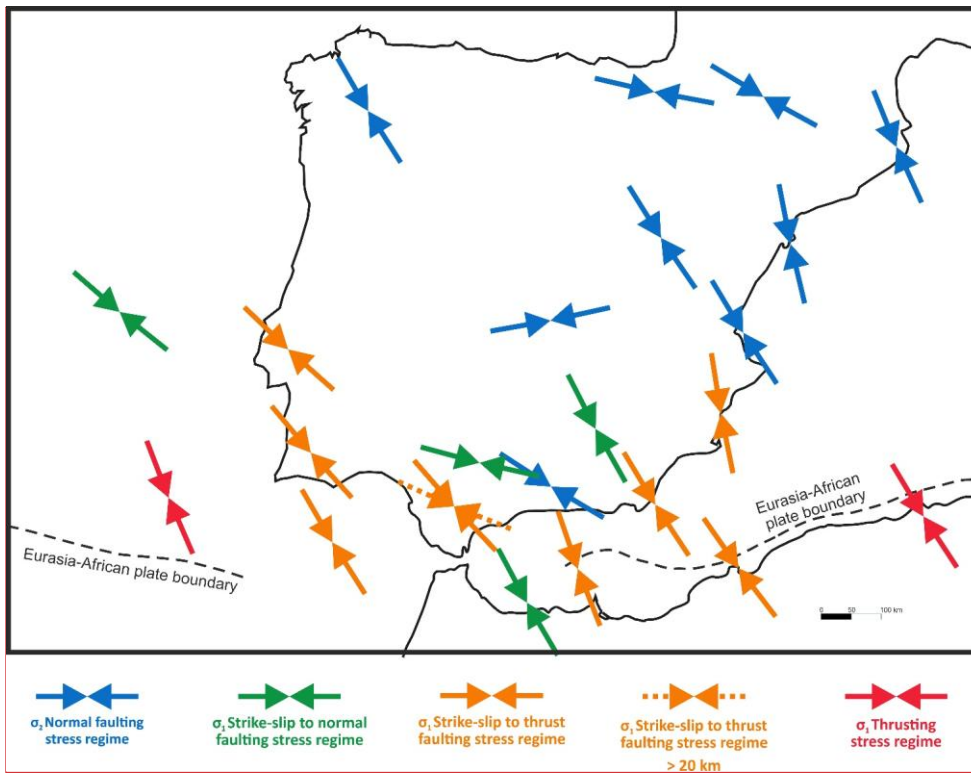 Eurasia-African
plate boundary
Eurasia-African plate boundary
0 50 100 km
σ₂ Normal faulting
stress regime
σ₁ Strike-slip to normal
faulting stress regime
σ₁ Strike-slip to thrust
faulting stress regime
σ₁ Strike-slip to thrust
faulting stress regime
> 20 km
σ₁ Thrusting
stress regime